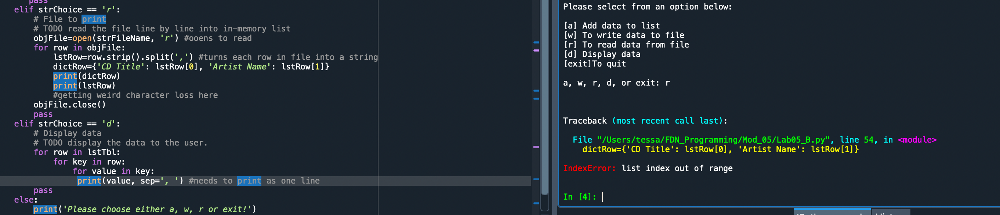 pass
elif strChoice == 'r':
# File to print
# TODO read the file line by line into in-memory list
objFile=open(strFileName, 'r') #ooens to read
for row in objFile:
lstRow=row.strip().split(',') #turns each row in file into a string
dictRow={'CD Title': lstRow[0], 'Artist Name': lstRow[1]}
print(dictRow)
print(lstRow)
#getting weird character loss here
objFile.close()
pass
elif strChoice == 'd':
# Display data
# TODO display the data to the user.
for row in lstTbl:
for key in row:
for value in key:
print(value, sep=', ') #needs to print as one line
pass
else:
print('Please choose either a, w, r or exit!')
Please select from an option below:
[a] Add data to list
[w] To write data to file
[r] To read data from file
[d] Display data
[exit]To quit
a, w, r, d, or exit: r
Traceback (most recent call last):
File "/Users/tessa/FDN_Programming/Mod_05/Lab05_B.py", line 54, in <module>
dictRow={'CD Title': lstRow[0], 'Artist Name': lstRow[1]}
IndexError: list index out of range
In [4]: